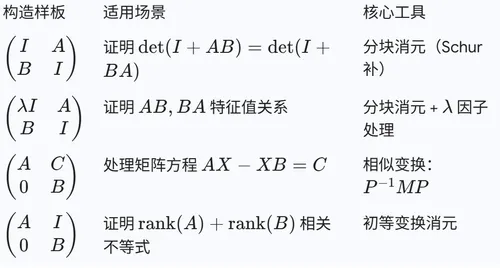 构造样板 适用场景 核心工具
(I A
B I) 证明 det(I + AB) = det(I + 分块消元（Schur
BA) 补）
(λI A
B I) 证明 AB, BA 特征值关系 分块消元 + λ 因子
处理
(A C
0 B) 处理矩阵方程 AX − XB = C 相似变换：
P⁻¹MP
(A I
0 B) 证明 rank(A) + rank(B) 相关 初等变换消元
不等式